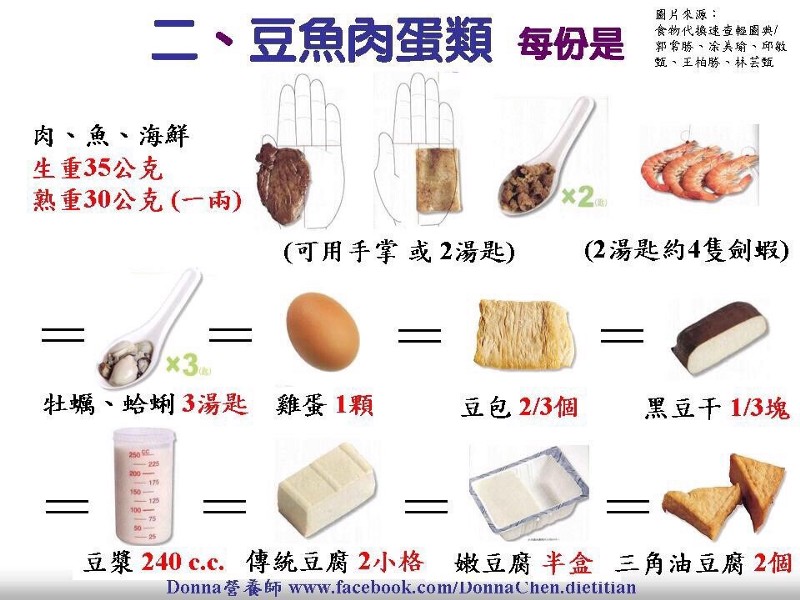 二、豆魚肉蛋類 每份是
圖片來源：
食物代換速查輕圖典/
郭常勝、涂美瑜、邱敏
甄、王柏勝、林芸甄
肉、魚、海鮮
生重35公克
熟重30公克 (一兩)
×2(匙)
(可用手掌 或 2湯匙)
(2湯匙約4隻劍蝦)
＝
×3(匙)
＝
＝
＝
牡蠣、蛤蜊 3湯匙
雞蛋 1顆
豆包 2/3個
黑豆干 1/3塊
250 CC
225
200
175
150
125
100
75
50
25
＝
＝
＝
＝
豆漿 240 c.c.
傳統豆腐 2小格
嫩豆腐 半盒
三角油豆腐 2個
Donna營養師 www.facebook.com/DonnaChen.dietitian